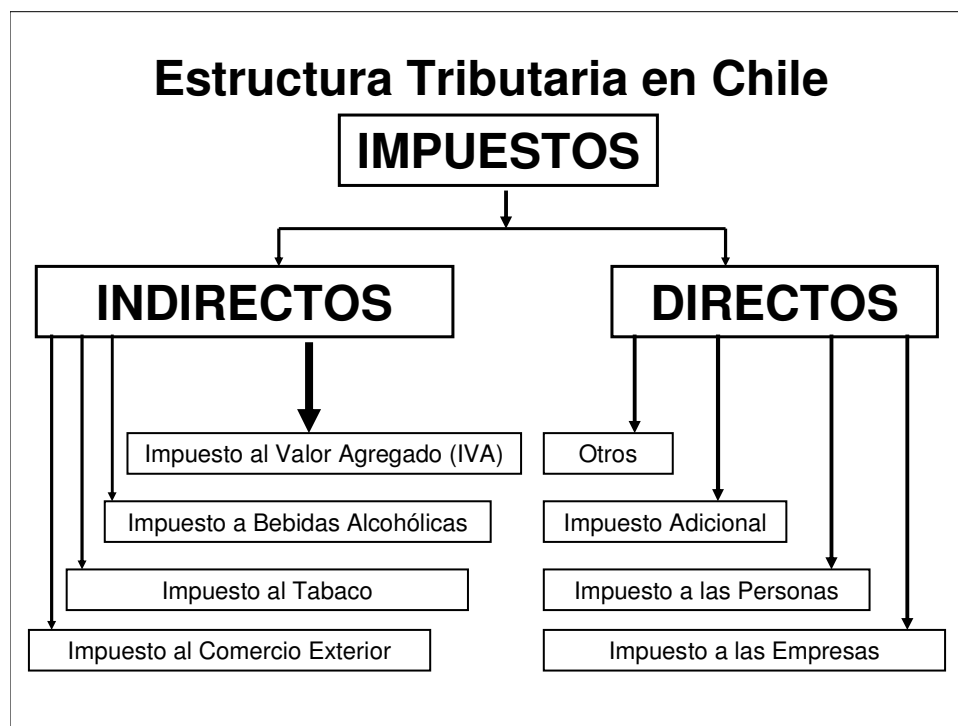 Estructura Tributaria en Chile
IMPUESTOS
INDIRECTOS
DIRECTOS
Impuesto al Valor Agregado (IVA)
Otros
Impuesto a Bebidas Alcohólicas
Impuesto Adicional
Impuesto al Tabaco
Impuesto a las Personas
Impuesto al Comercio Exterior
Impuesto a las Empresas